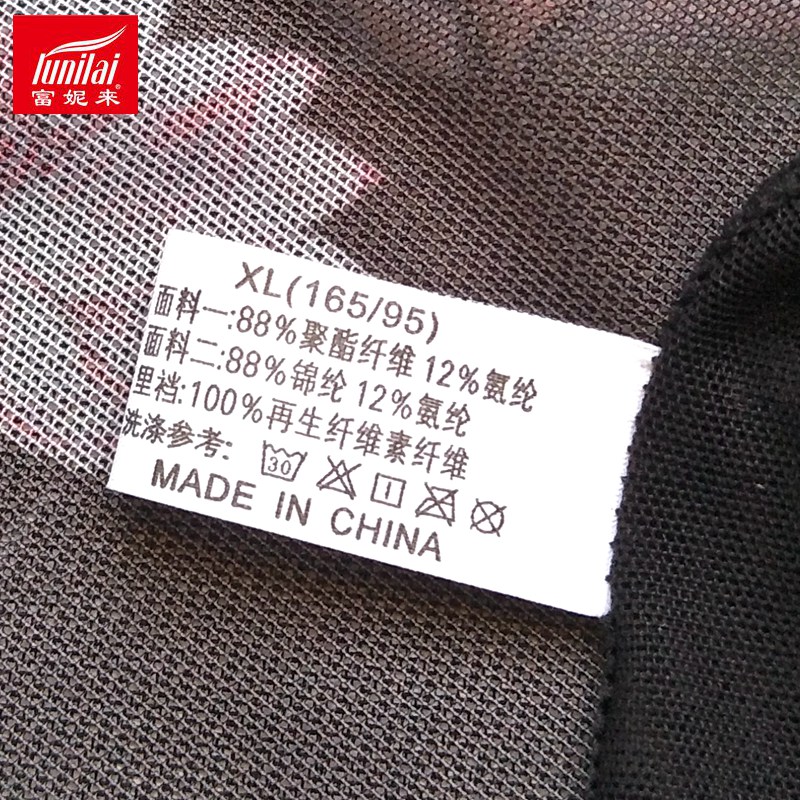 funilai®
富妮来
XL(165/95)
面料一:88%聚酯纤维 12%氨纶
面料二:88%锦纶 12%氨纶
里裆:100%再生纤维素纤维
洗涤参考: 30
MADE IN CHINA